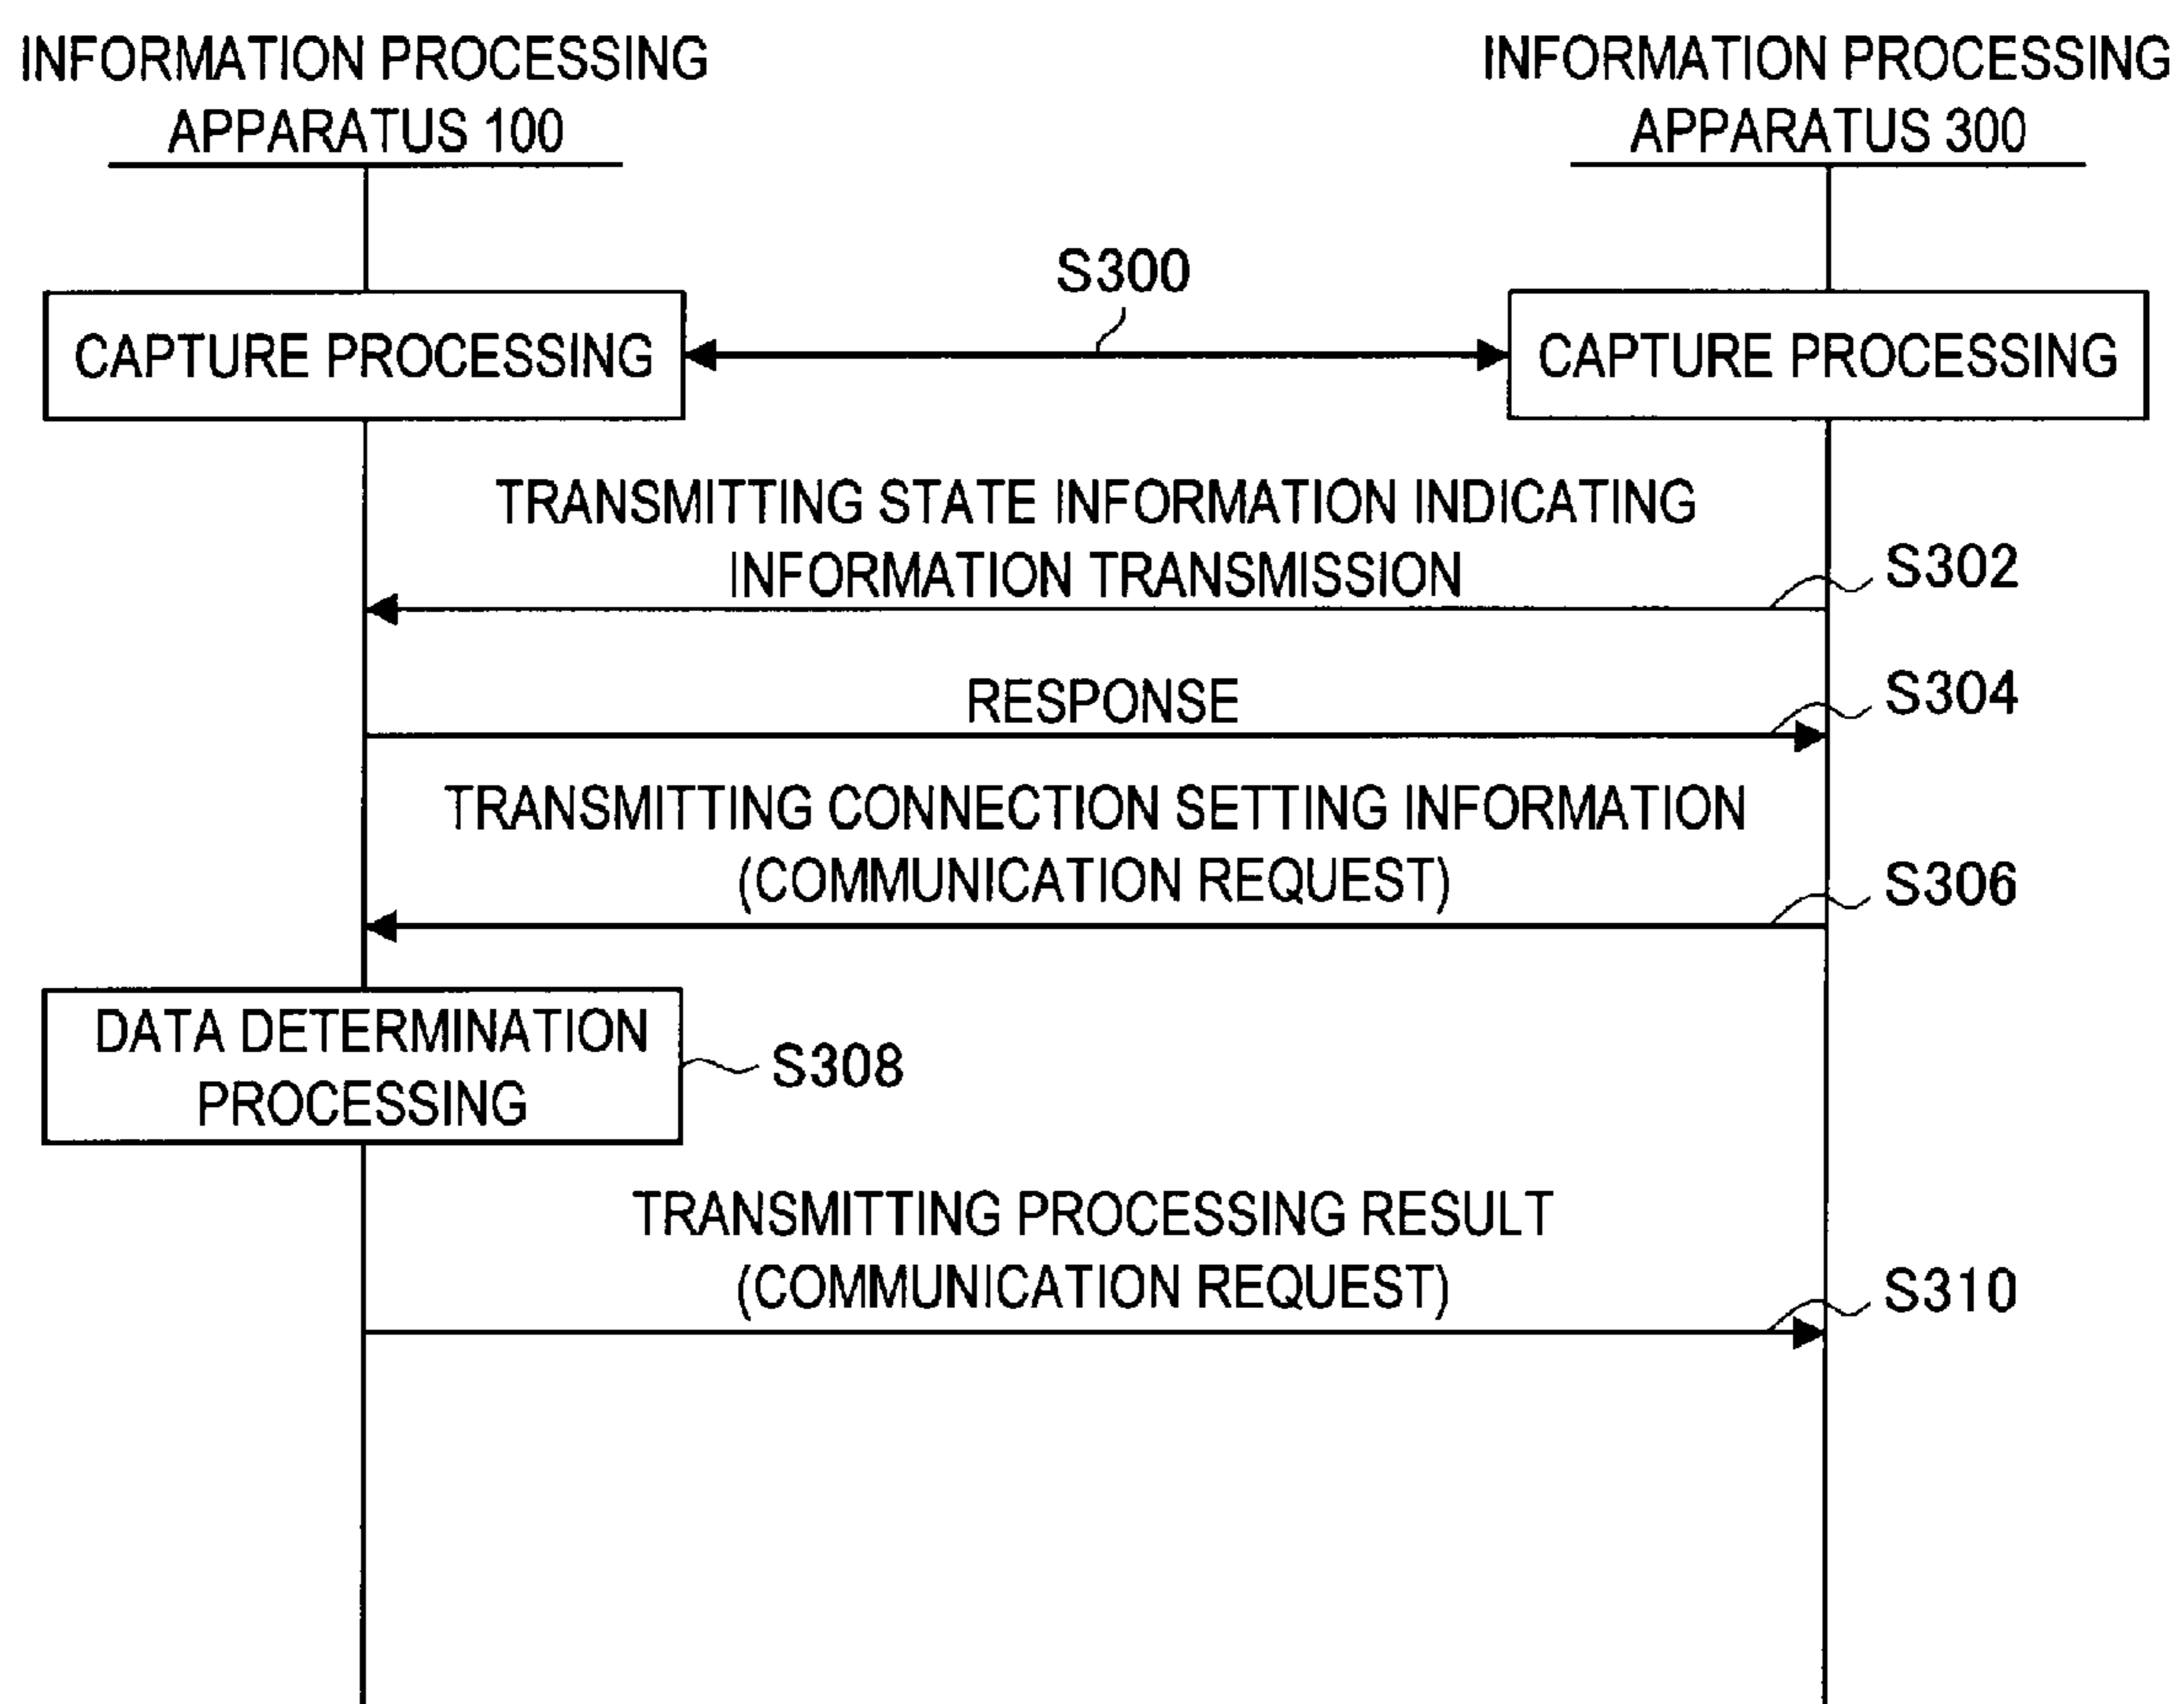 INFORMATION PROCESSING
APPARATUS 100
INFORMATION PROCESSING
APPARATUS 300
S300
CAPTURE PROCESSING
CAPTURE PROCESSING
TRANSMITTING STATE INFORMATION INDICATING
INFORMATION TRANSMISSION
S302
RESPONSE
S304
TRANSMITTING CONNECTION SETTING INFORMATION
(COMMUNICATION REQUEST)
S306
DATA DETERMINATION
PROCESSING
S308
TRANSMITTING PROCESSING RESULT
(COMMUNICATION REQUEST)
S310